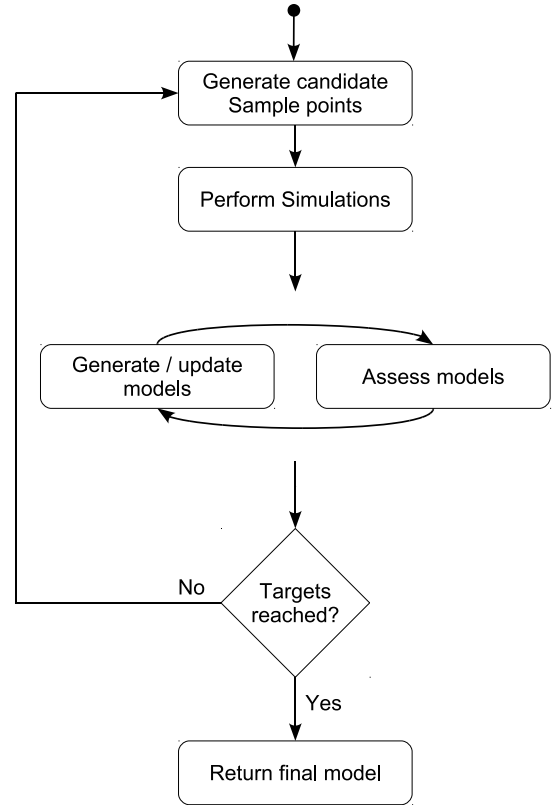 Generate candidate
Sample points
Perform Simulations
Generate / update
models
Assess models
Targets
reached?
No
Yes
Return final model